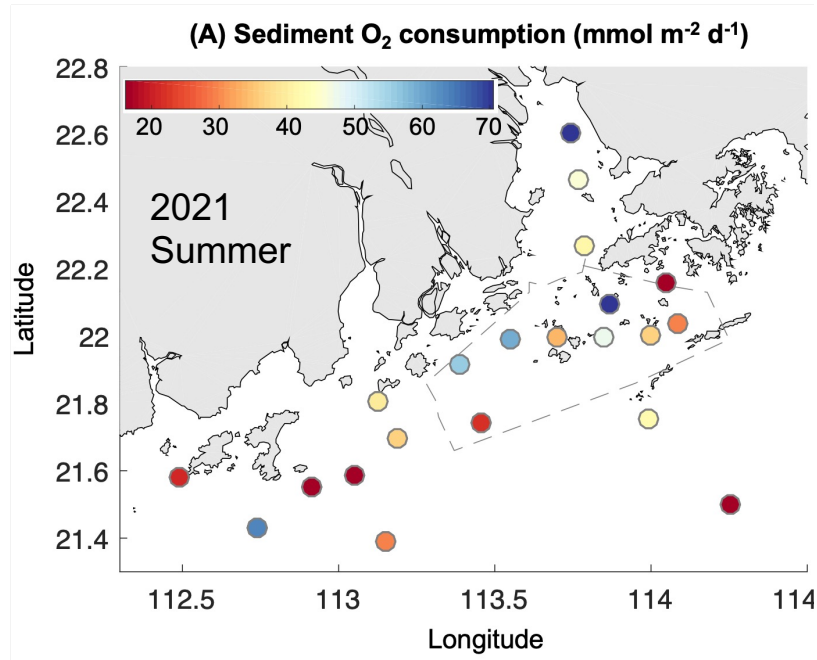 (A) Sediment O₂ consumption (mmol m⁻² d⁻¹)
22.8
20 30 40 50 60 70
22.6
22.4
2021
Summer
22.2
Latitude
22
21.8
21.6
21.4
112.5 113 113.5 114 114
Longitude